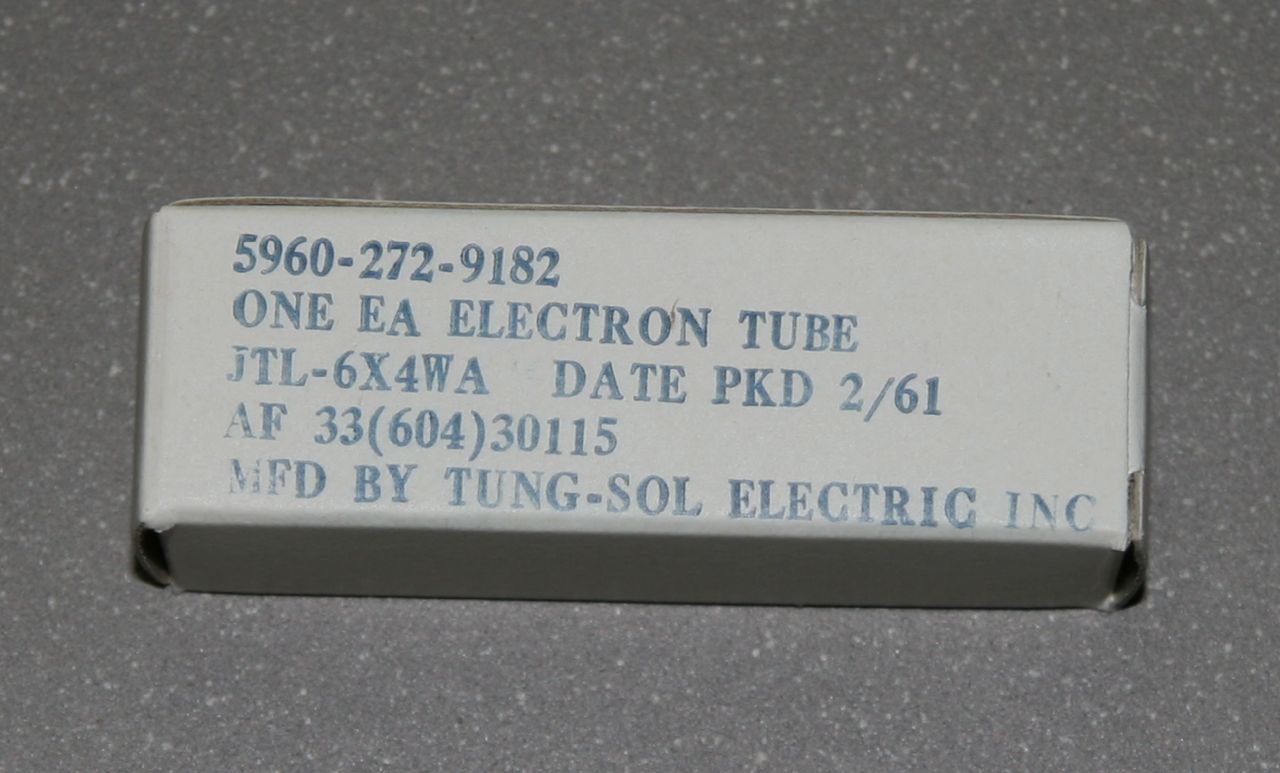 5960-272-9182
ONE EA ELECTRON TUBE
JTL-6X4WA DATE PKD 2/61
AF 33(604)30115
MFD BY TUNG-SOL ELECTRIC INC